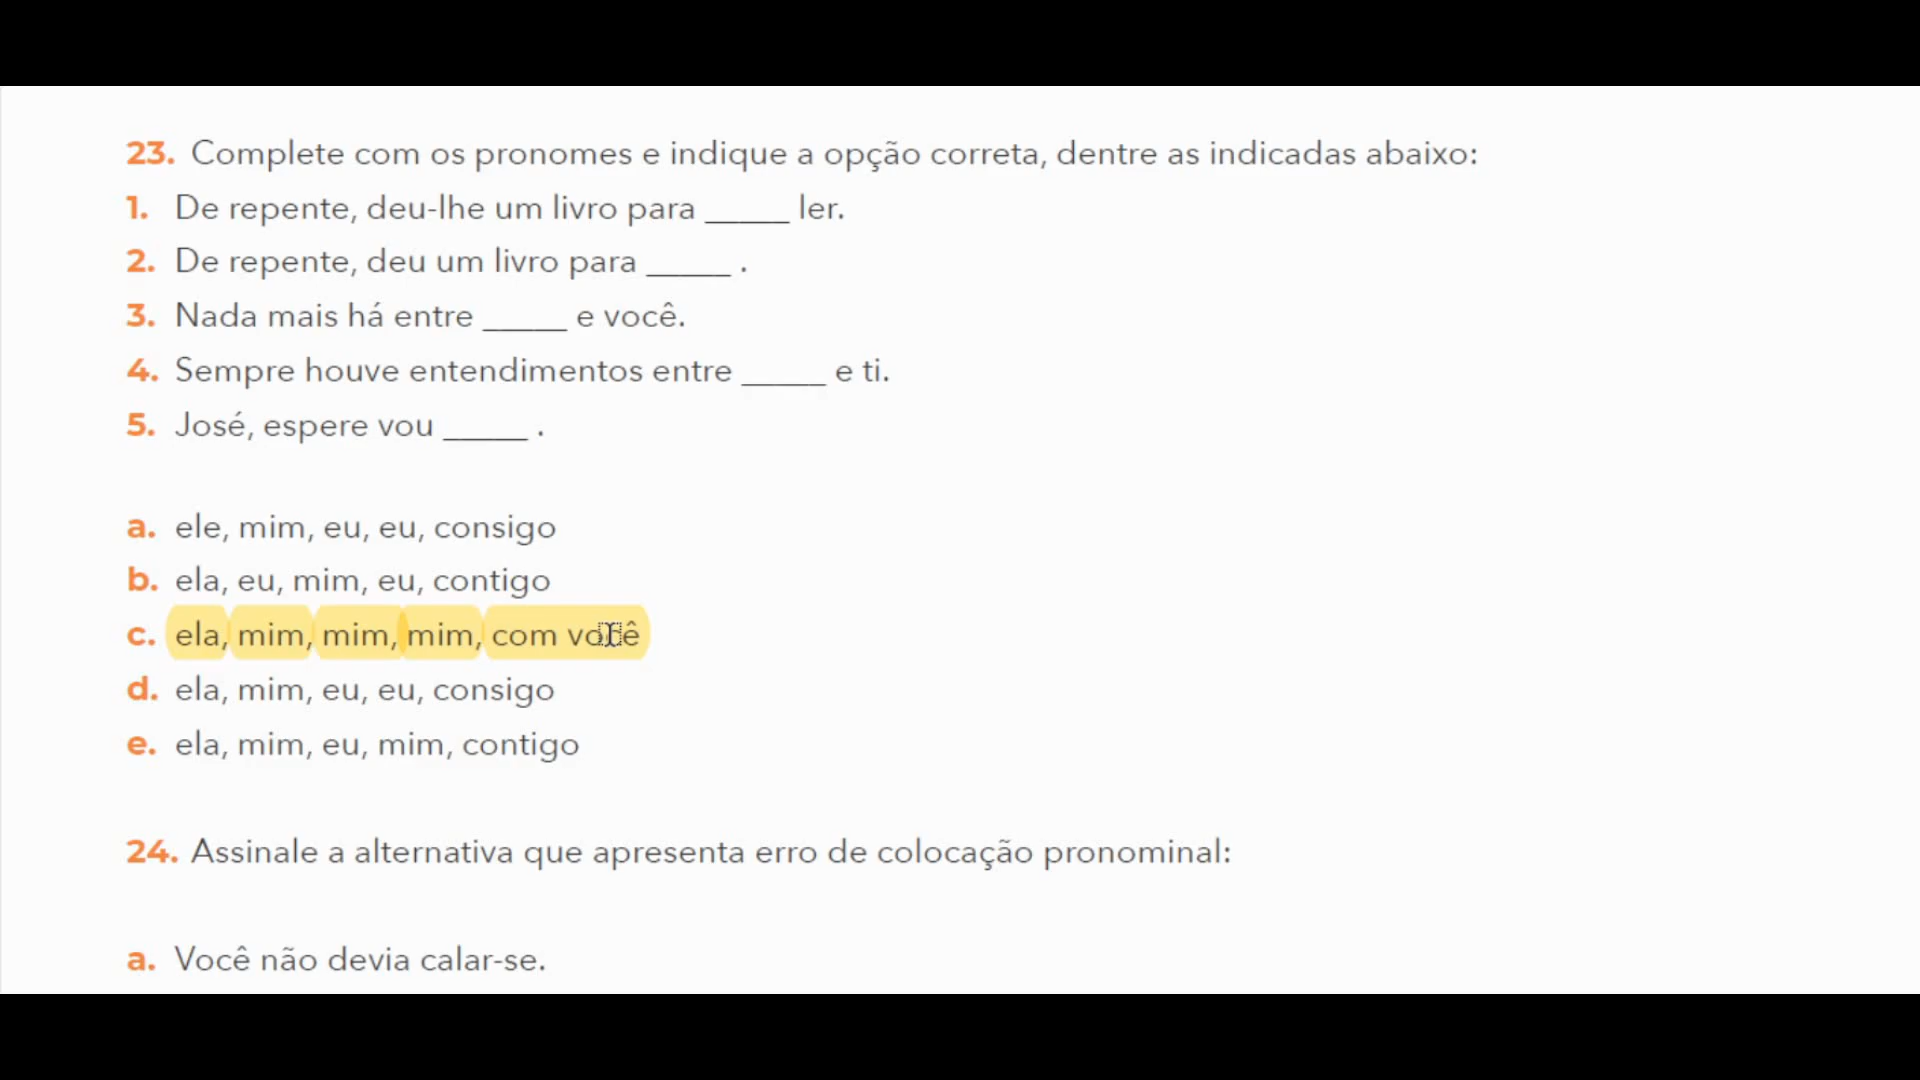 23. Complete com os pronomes e indique a opção correta, dentre as indicadas abaixo:
1. De repente, deu-lhe um livro para _____ ler.
2. De repente, deu um livro para _____ .
3. Nada mais há entre _____ e você.
4. Sempre houve entendimentos entre _____ e ti.
5. José, espere vou _____ .
a. ele, mim, eu, eu, consigo
b. ela, eu, mim, eu, contigo
c. ela, mim, mim, mim, com você
d. ela, mim, eu, eu, consigo
e. ela, mim, eu, mim, contigo
24. Assinale a alternativa que apresenta erro de colocação pronominal:
a. Você não devia calar-se.